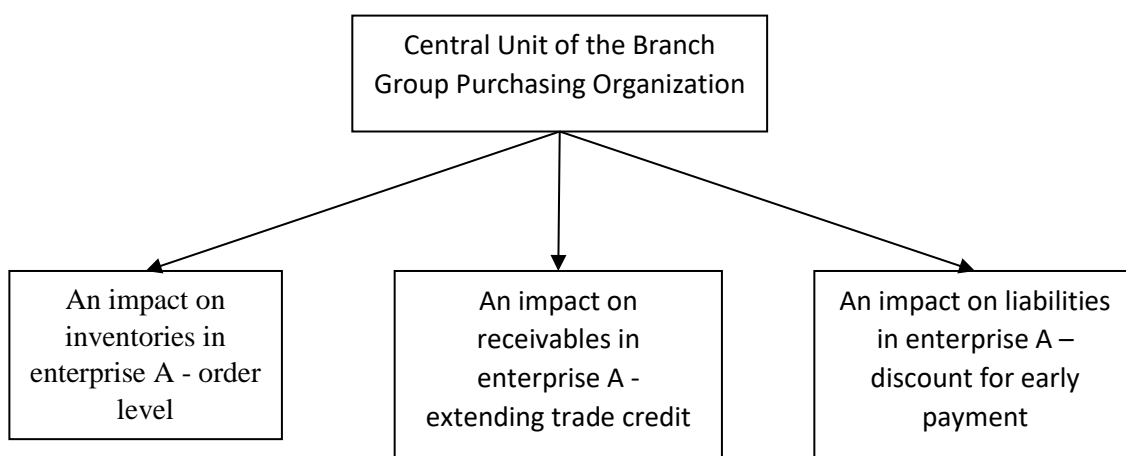 Central Unit of the Branch
Group Purchasing Organization
An impact on
inventories in
enterprise A - order
level
An impact on
receivables in
enterprise A -
extending trade credit
An impact on liabilities
in enterprise A –
discount for early
payment